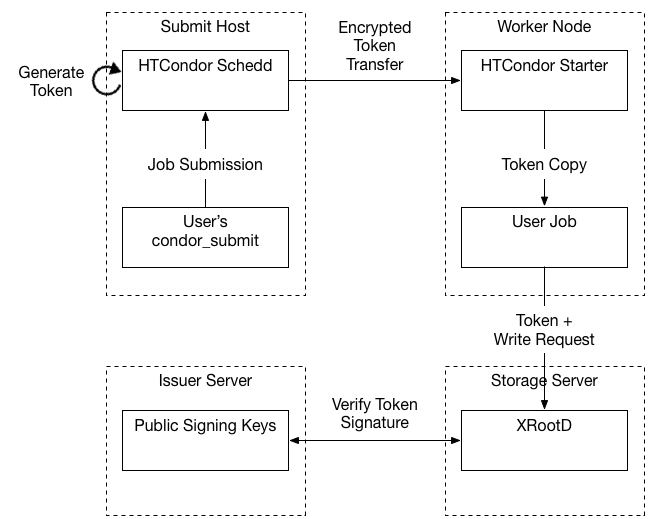 Submit Host
Encrypted
Token
Transfer
Worker Node
Generate
Token
HTCondor Schedd
HTCondor Starter
Job Submission
Token Copy
User's
condor_submit
User Job
Token +
Write Request
Issuer Server
Storage Server
Verify Token
Signature
Public Signing Keys
XRootD